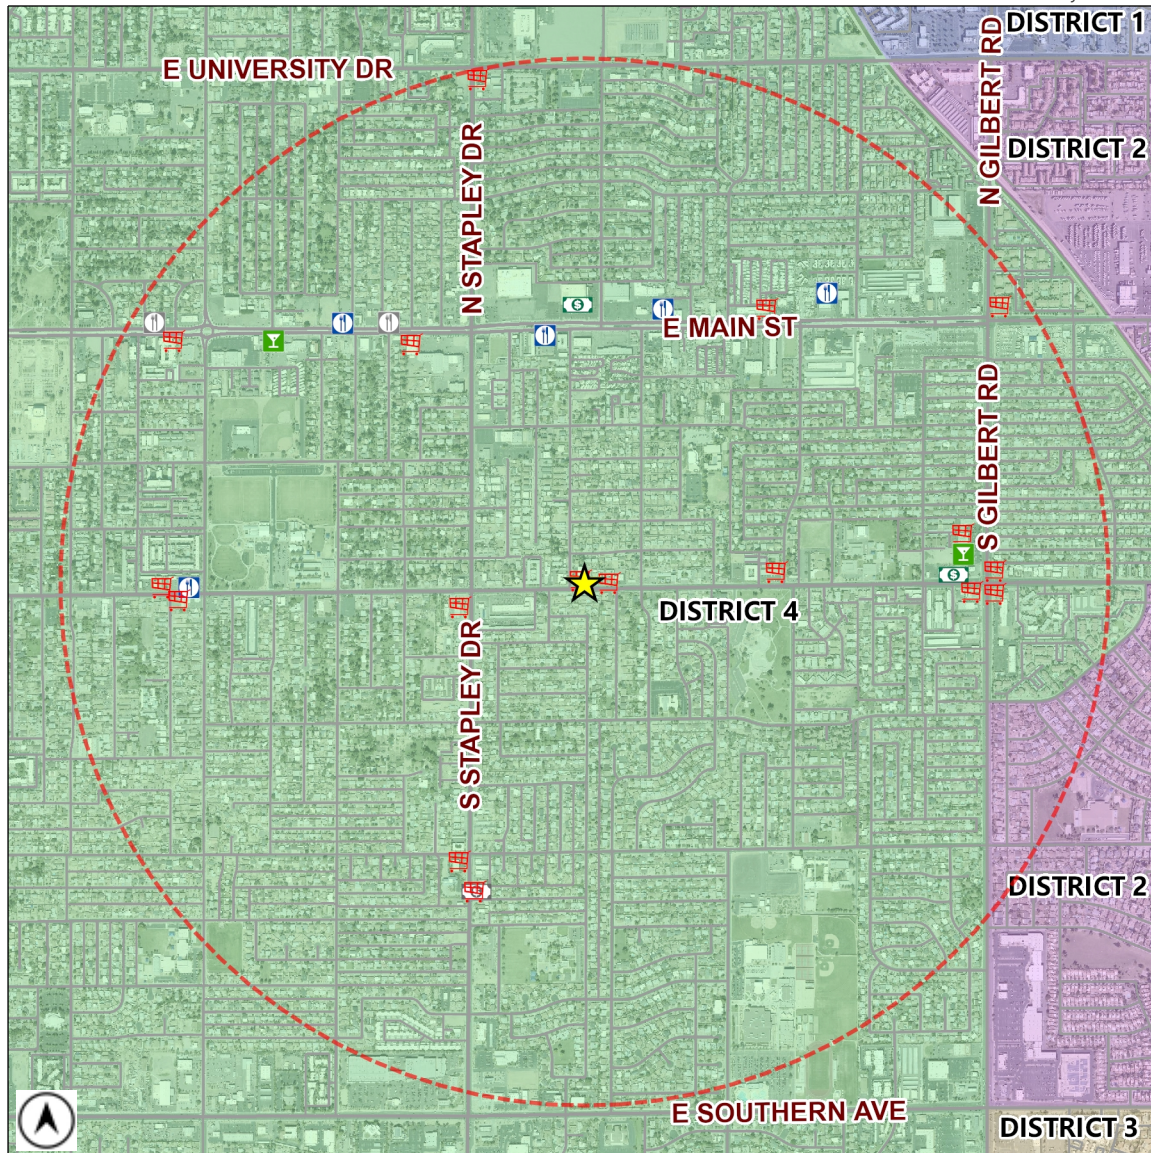 DISTRICT 1
E UNIVERSITY DR
N GILBERT RD
DISTRICT 2
N STAPLEY DR
$
E MAIN ST
S GILBERT RD
$
DISTRICT 4
S STAPLEY DR
DISTRICT 2
E SOUTHERN AVE
DISTRICT 3